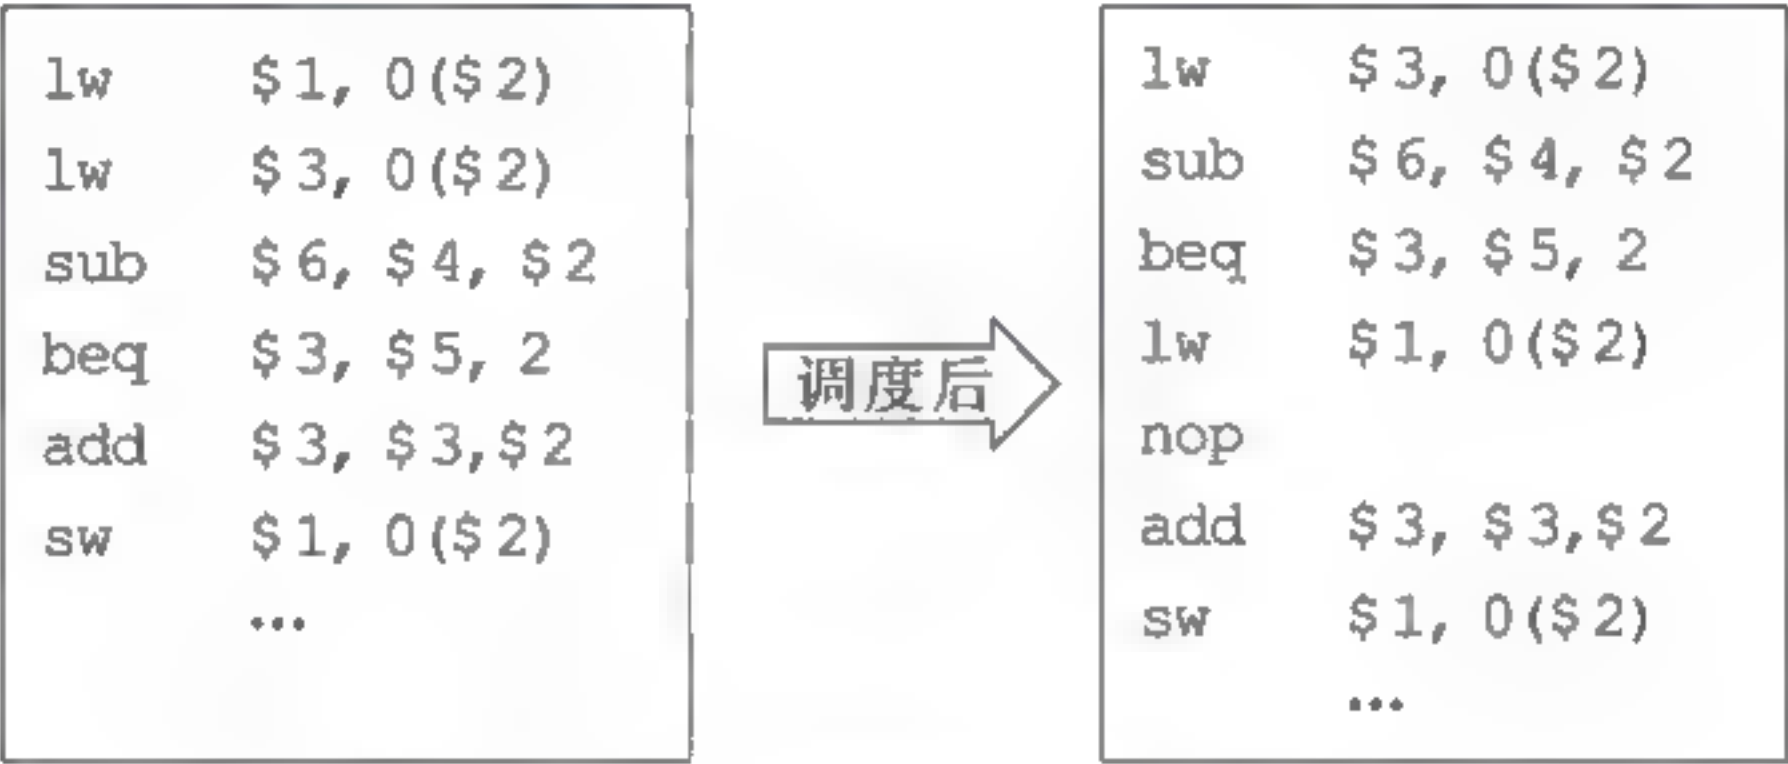 lw $1, 0($2)
lw $3, 0($2)
sub $6, $4, $2
beq $3, $5, 2
add $3, $3,$2
sw $1, 0($2)
…
调度后
lw $3, 0($2)
sub $6, $4, $2
beq $3, $5, 2
lw $1, 0($2)
nop
add $3, $3,$2
sw $1, 0($2)
…